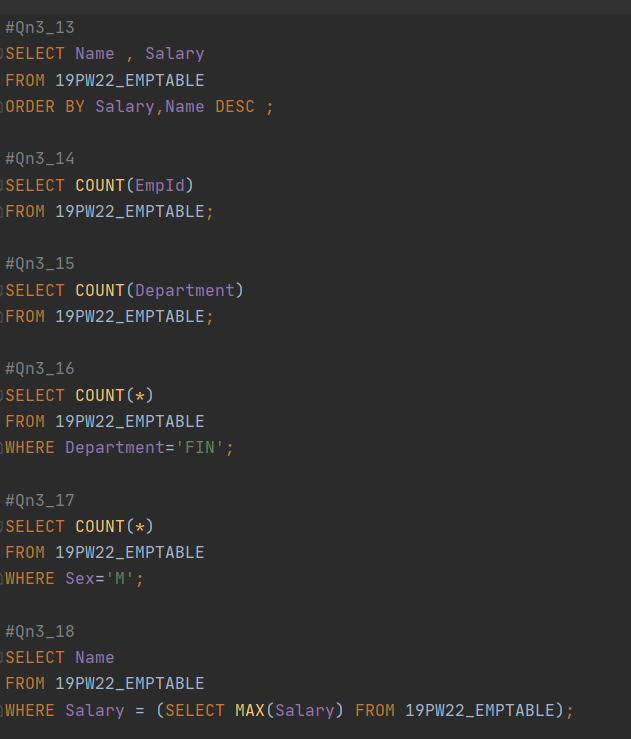 #Qn3_13
SELECT Name , Salary
FROM 19PW22_EMPTABLE
ORDER BY Salary,Name DESC ;
#Qn3_14
SELECT COUNT(EmpId)
FROM 19PW22_EMPTABLE;
#Qn3_15
SELECT COUNT(Department)
FROM 19PW22_EMPTABLE;
#Qn3_16
SELECT COUNT(*)
FROM 19PW22_EMPTABLE
WHERE Department='FIN';
#Qn3_17
SELECT COUNT(*)
FROM 19PW22_EMPTABLE
WHERE Sex='M';
#Qn3_18
SELECT Name
FROM 19PW22_EMPTABLE
WHERE Salary = (SELECT MAX(Salary) FROM 19PW22_EMPTABLE);